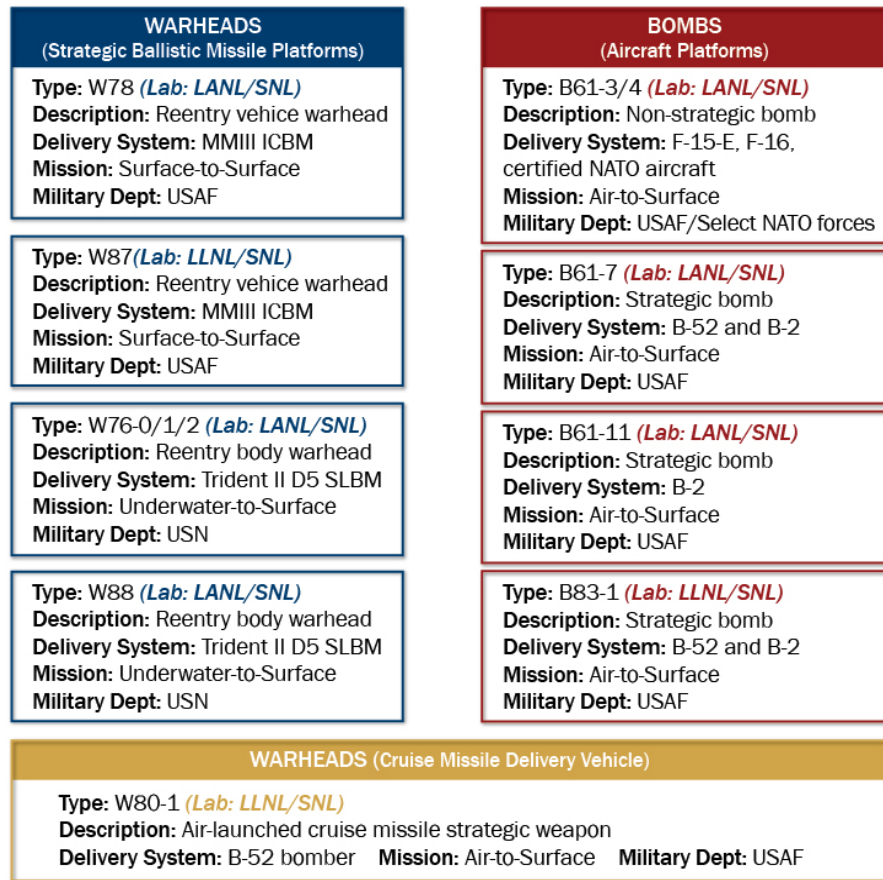 WARHEADS
(Strategic Ballistic Missile Platforms)
Type: W78 (Lab: LANL/SNL)
Description: Reentry vehice warhead
Delivery System: MMIII ICBM
Mission: Surface-to-Surface
Military Dept: USAF
Type: W87(Lab: LLNL/SNL)
Description: Reentry vehice warhead
Delivery System: MMIII ICBM
Mission: Surface-to-Surface
Military Dept: USAF
Type: W76-0/1/2 (Lab: LANL/SNL)
Description: Reentry body warhead
Delivery System: Trident II D5 SLBM
Mission: Underwater-to-Surface
Military Dept: USN
Type: W88 (Lab: LANL/SNL)
Description: Reentry body warhead
Delivery System: Trident II D5 SLBM
Mission: Underwater-to-Surface
Military Dept: USN
BOMBS
(Aircraft Platforms)
Type: B61-3/4 (Lab: LANL/SNL)
Description: Non-strategic bomb
Delivery System: F-15-E, F-16,
certified NATO aircraft
Mission: Air-to-Surface
Military Dept: USAF/Select NATO forces
Type: B61-7 (Lab: LANL/SNL)
Description: Strategic bomb
Delivery System: B-52 and B-2
Mission: Air-to-Surface
Military Dept: USAF
Type: B61-11 (Lab: LANL/SNL)
Description: Strategic bomb
Delivery System: B-2
Mission: Air-to-Surface
Military Dept: USAF
Type: B83-1 (Lab: LLNL/SNL)
Description: Strategic bomb
Delivery System: B-52 and B-2
Mission: Air-to-Surface
Military Dept: USAF
WARHEADS (Cruise Missile Delivery Vehicle)
Type: W80-1 (Lab: LLNL/SNL)
Description: Air-launched cruise missile strategic weapon
Delivery System: B-52 bomber Mission: Air-to-Surface Military Dept: USAF